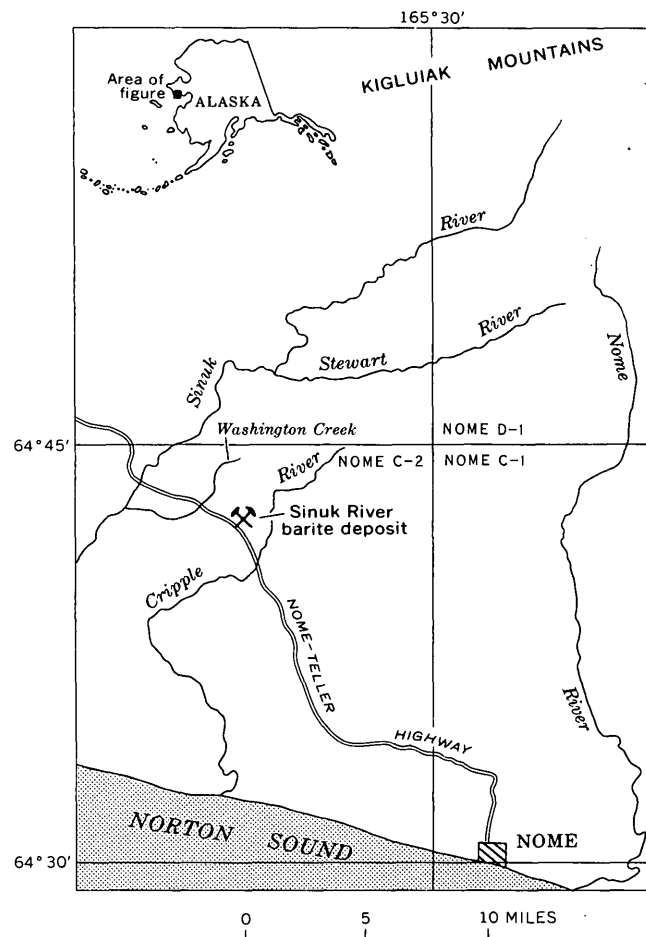 165°30'
KIGLUIAK MOUNTAINS
Area of
figure
ALASKA
River
River
Stewart
Sinuk
Nome
Washington Creek
NOME D-1
64°45'
River
NOME C-2
NOME C-1
Sinuk River
barite deposit
Cripple
NOME-TELLER
HIGHWAY
River
NORTON SOUND
NOME
64°30'
0 5 10 MILES